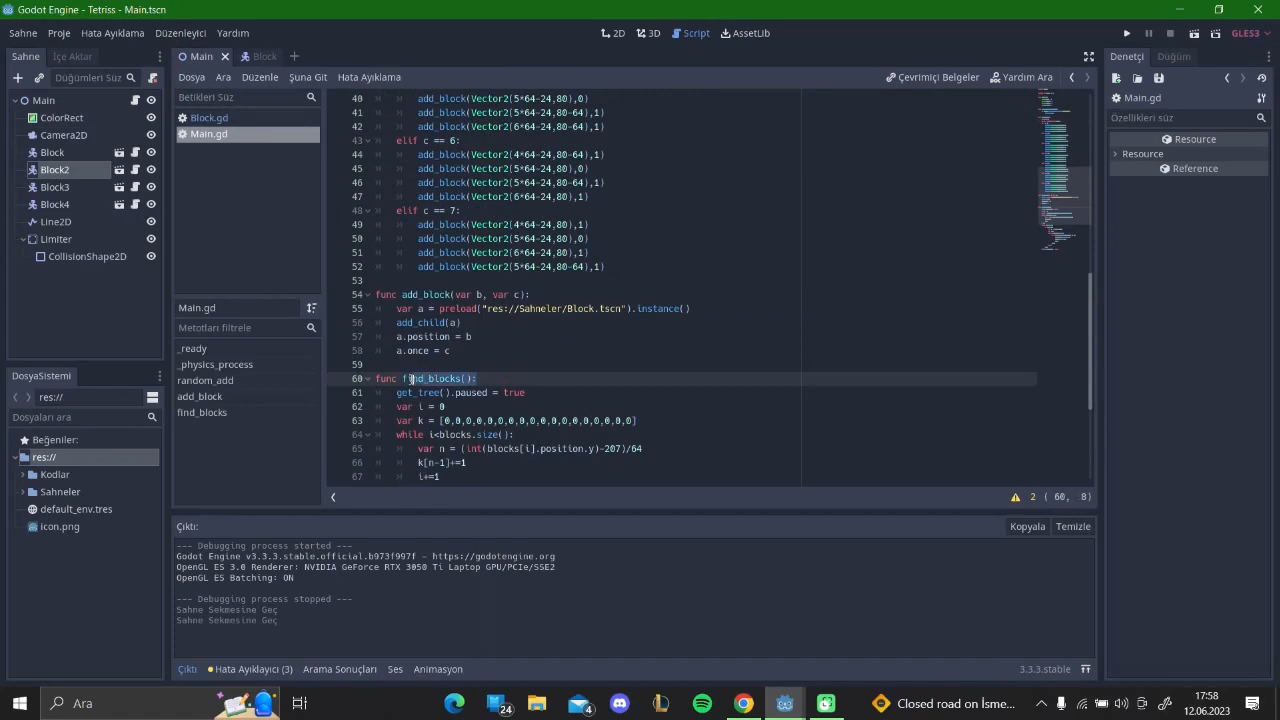 Godot Engine - Tetriss - Main.tscn
Sahne Proje Hata Ayıklama Düzenleyici Yardım
2D 3D Script AssetLib
GLES3
Sahne İçe Aktar
Düğümleri Süz
Main
ColorRect
Camera2D
Block
Block2
Block3
Block4
Line2D
Limiter
CollisionShape2D
DosyaSistemi
res://
Dosyaları ara
Beğeniler:
res://
Kodlar
Sahneler
default_env.tres
icon.png
Main Block
Dosya Ara Düzenle Şuna Git Hata Ayıklama
Çevrimiçi Belgeler Yardım Ara
Betikleri Süz
Block.gd
Main.gd
Main.gd
Metotları filtrele
_ready
_physics_process
random_add
add_block
find_blocks
40 add_block(Vector2(5*64-24,80),0)
41 add_block(Vector2(5*64-24,80-64),1)
42 add_block(Vector2(6*64-24,80-64),1)
43 elif c == 6:
44 add_block(Vector2(4*64-24,80-64),1)
45 add_block(Vector2(5*64-24,80),0)
46 add_block(Vector2(5*64-24,80-64),1)
47 add_block(Vector2(6*64-24,80),1)
48 elif c == 7:
49 add_block(Vector2(4*64-24,80),1)
50 add_block(Vector2(5*64-24,80),0)
51 add_block(Vector2(6*64-24,80),1)
52 add_block(Vector2(5*64-24,80-64),1)
53
54 func add_block(var b, var c):
55 var a = preload("res://Sahneler/Block.tscn").instance()
56 add_child(a)
57 a.position = b
58 a.once = c
59
60 func find_blocks():
61 get_tree().paused = true
62 var i = 0
63 var k = [0,0,0,0,0,0,0,0,0,0,0,0,0,0,0,0,0,0]
64 while i<blocks.size():
65 var n = (int(blocks[i].position.y)-207)/64
66 k[n-1]+=1
67 i+=1
2 ( 60, 8)
Çıktı:
Kopyala Temizle
--- Debugging process started ---
Godot Engine v3.3.3.stable.official.b973f997f - https://godotengine.org
OpenGL ES 3.0 Renderer: NVIDIA GeForce RTX 3050 Ti Laptop GPU/PCIe/SSE2
OpenGL ES Batching: ON
--- Debugging process stopped ---
Sahne Sekmesine Geç
Sahne Sekmesine Geç
Çıktı Hata Ayıklayıcı (3) Arama Sonuçları Ses Animasyon
3.3.3.stable
Denetçi Düğüm
Main.gd
Özellikleri süz
Resource
Resource
Reference
Ara
24
4
Closed road on İsme...
17:58
12.06.2023